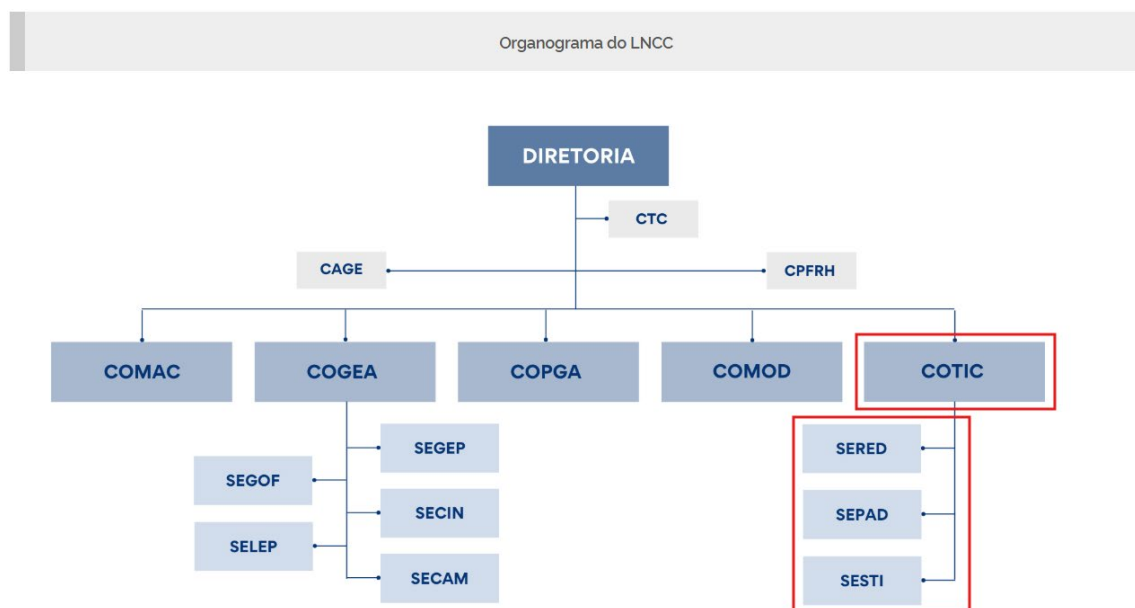 Organograma do LNCC
DIRETORIA
CTC
CAGE
CPFRH
COMAC
COGEA
COPGA
COMOD
COTIC
SEGEP
SEGOF
SECIN
SELEP
SECAM
SERED
SEPAD
SESTI